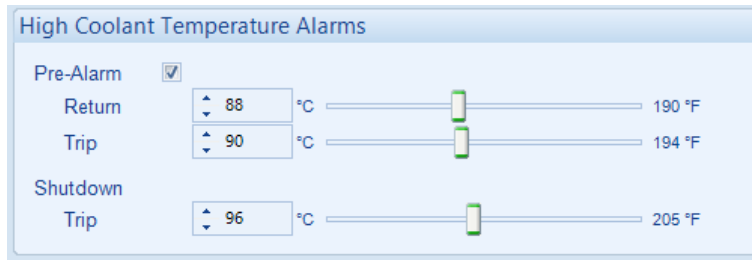 High Coolant Temperature Alarms
Pre-Alarm
Return 88 °C 190 °F
Trip 90 °C 194 °F
Shutdown
Trip 96 °C 205 °F